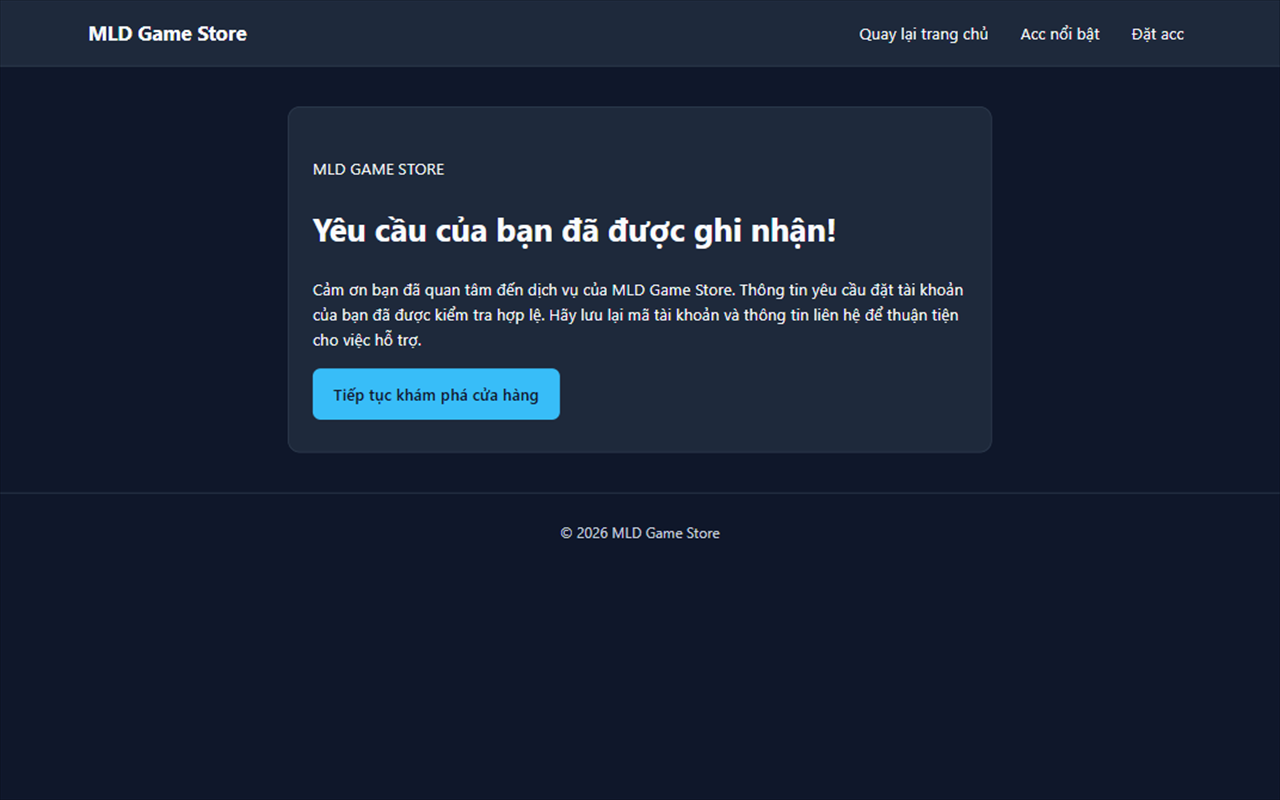 MLD Game Store
Quay lại trang chủ
Acc nổi bật
Đặt acc
MLD GAME STORE
Yêu cầu của bạn đã được ghi nhận!
Cảm ơn bạn đã quan tâm đến dịch vụ của MLD Game Store. Thông tin yêu cầu đặt tài khoản
của bạn đã được kiểm tra hợp lệ. Hãy lưu lại mã tài khoản và thông tin liên hệ để thuận tiện
cho việc hỗ trợ.
Tiếp tục khám phá cửa hàng
© 2026 MLD Game Store